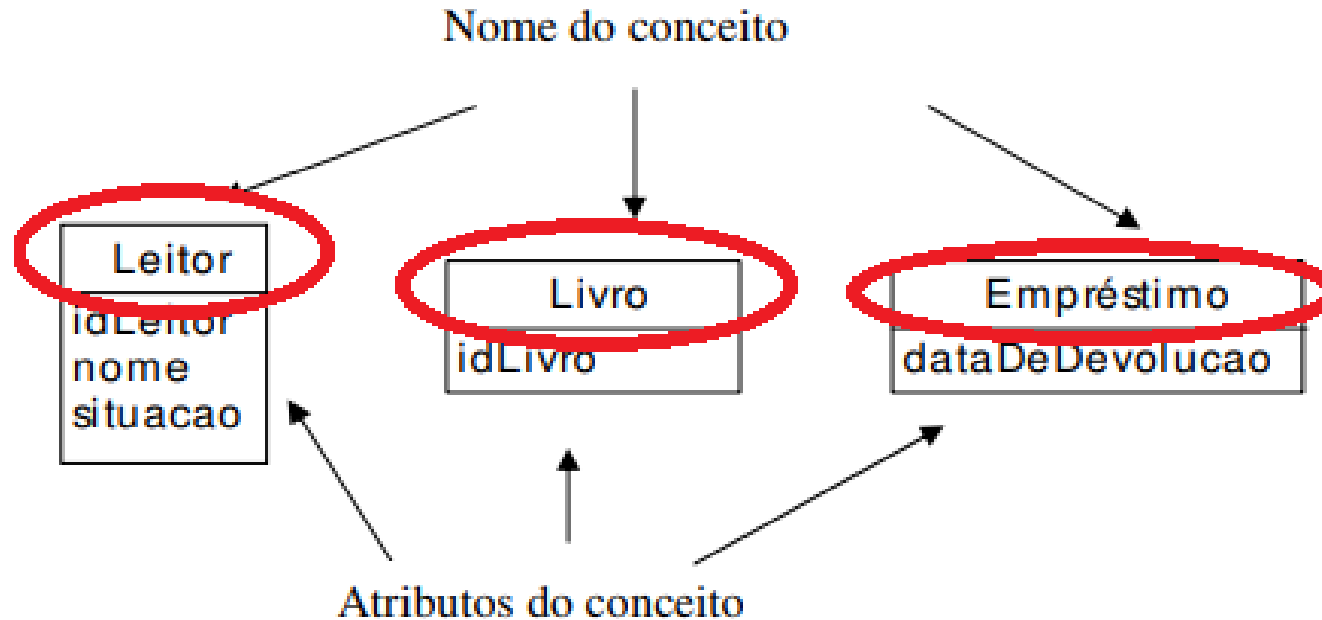 Nome do conceito
Leitor
idLeitor
nome
situacao
Livro
idLivro
Empréstimo
dataDeDevolucao
Atributos do conceito